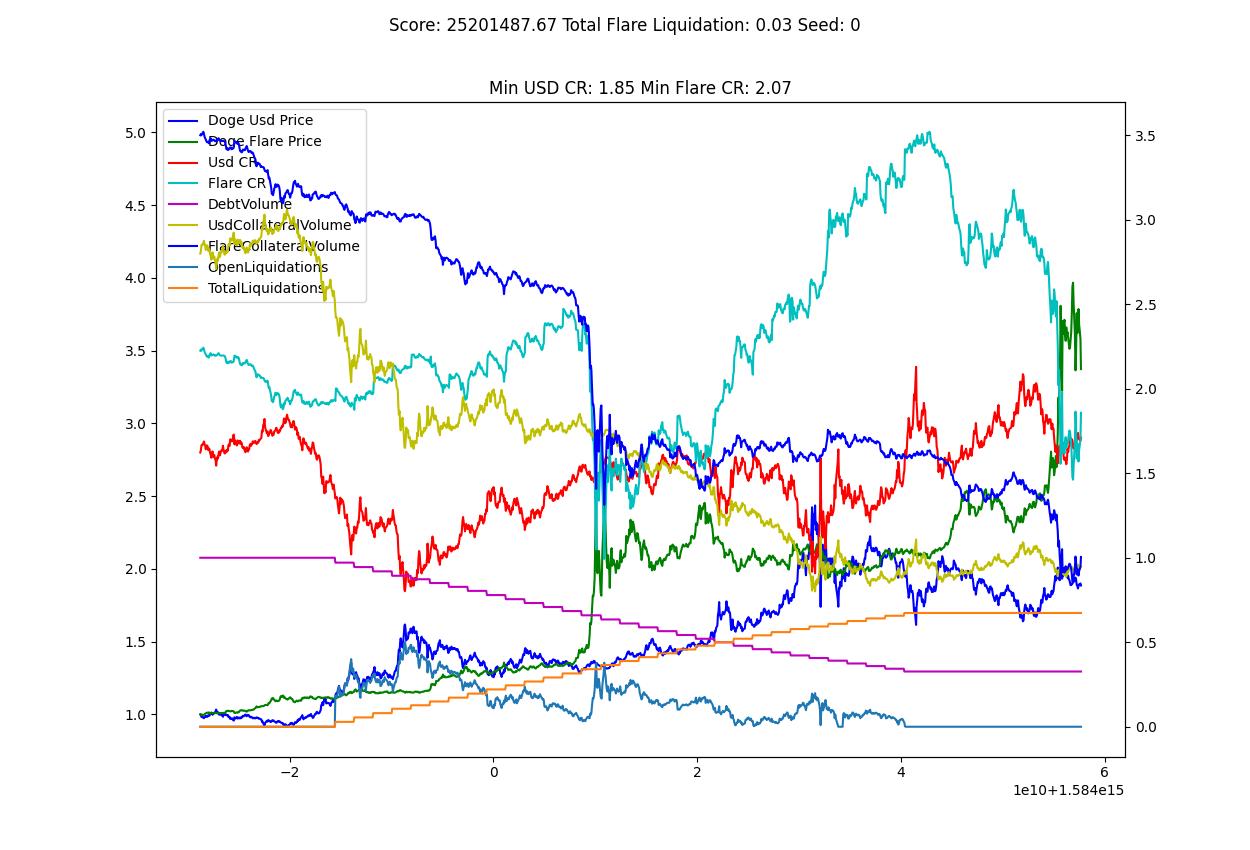 Score: 25201487.67 Total Flare Liquidation: 0.03 Seed: 0
Min USD CR: 1.85 Min Flare CR: 2.07
Doge Usd Price
Doge Flare Price
Usd CR
Flare CR
DebtVolume
UsdCollateralVolume
FlareCollateralVolume
OpenLiquidations
TotalLiquidations
5.0
4.5
4.0
3.5
3.0
2.5
2.0
1.5
1.0
3.5
3.0
2.5
2.0
1.5
1.0
0.5
0.0
−2 0 2 4 6
1e10+1.584e15